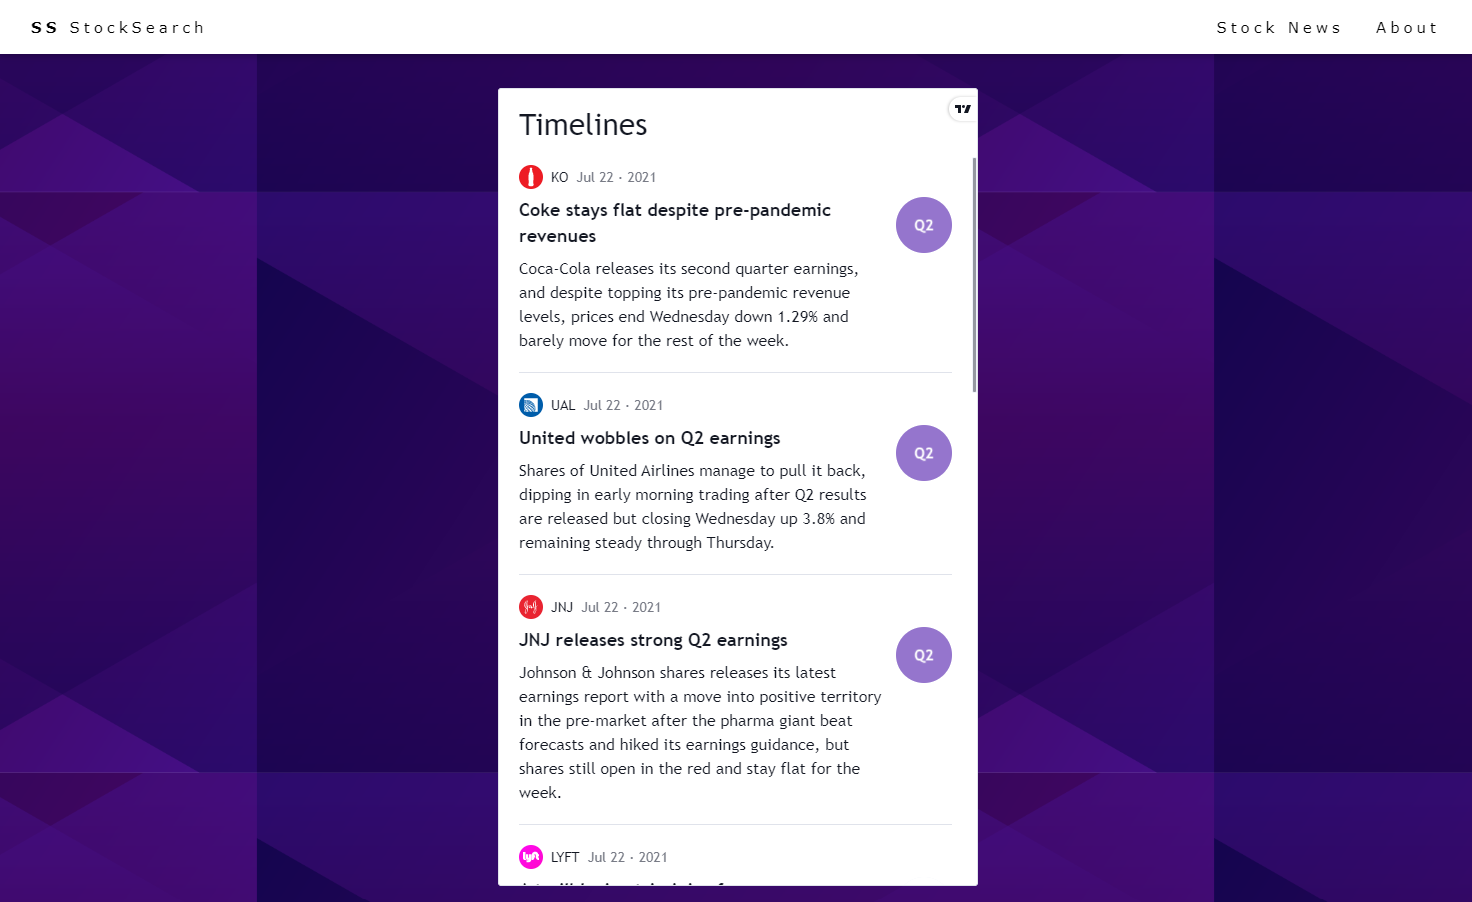 SS StockSearch
Stock News
About
Timelines
KO Jul 22 · 2021
Coke stays flat despite pre-pandemic
revenues
Q2
Coca-Cola releases its second quarter earnings,
and despite topping its pre-pandemic revenue
levels, prices end Wednesday down 1.29% and
barely move for the rest of the week.
UAL Jul 22 · 2021
United wobbles on Q2 earnings
Q2
Shares of United Airlines manage to pull it back,
dipping in early morning trading after Q2 results
are released but closing Wednesday up 3.8% and
remaining steady through Thursday.
JNJ Jul 22 · 2021
JNJ releases strong Q2 earnings
Q2
Johnson & Johnson shares releases its latest
earnings report with a move into positive territory
in the pre-market after the pharma giant beat
forecasts and hiked its earnings guidance, but
shares still open in the red and stay flat for the
week.
lyft LYFT Jul 22 · 2021